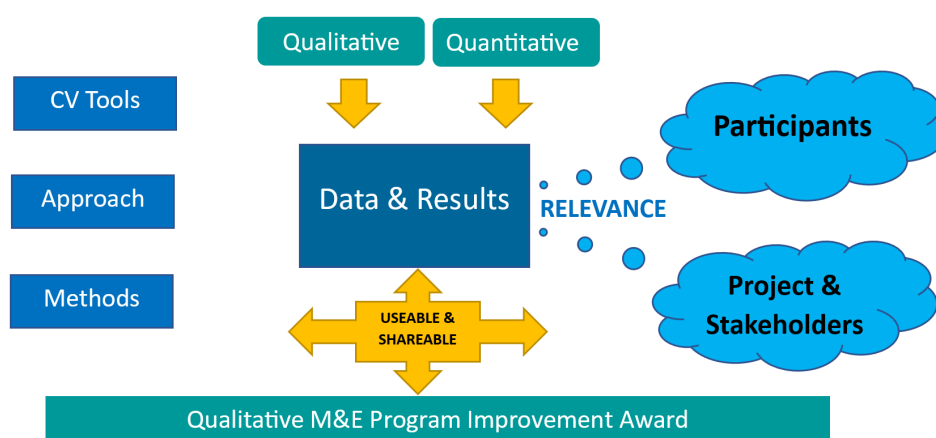 Qualitative
Quantitative
CV Tools
Participants
Approach
Data & Results
RELEVANCE
Methods
Project &
Stakeholders
USEABLE &
SHAREABLE
Qualitative M&E Program Improvement Award